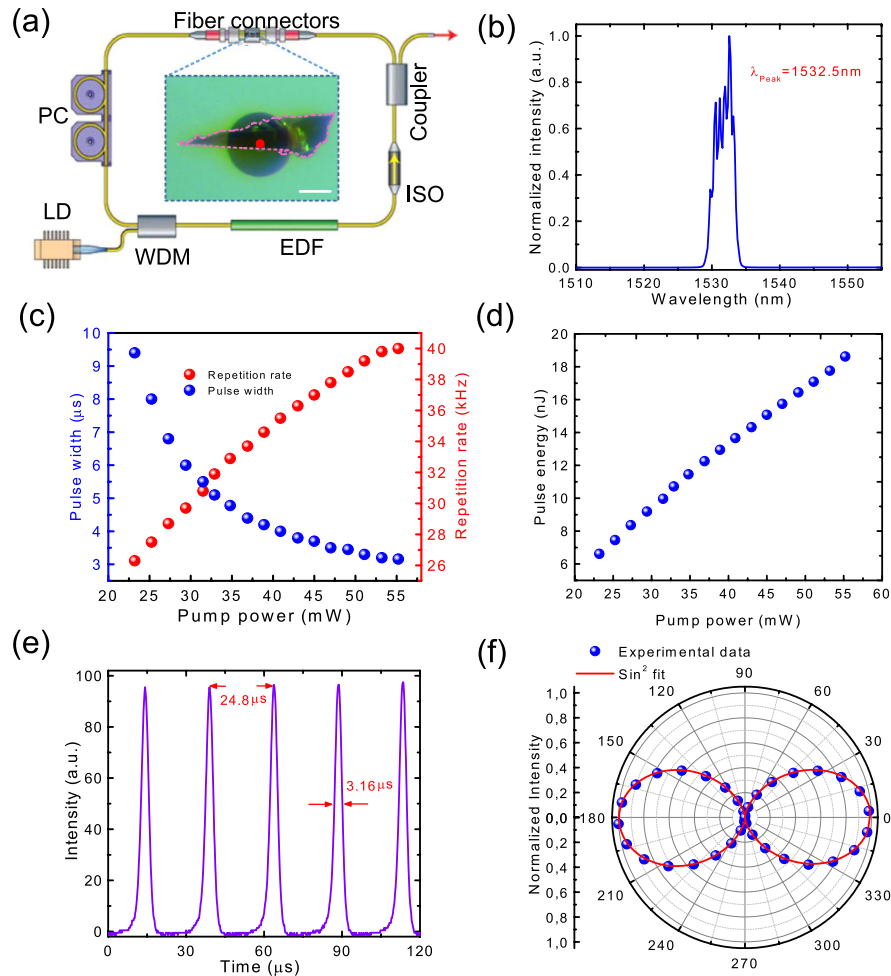 (a)
Fiber connectors
PC
Coupler
ISO
LD
WDM
EDF
(b)
Normalized intensity (a.u.)
1.0
0.8
0.6
0.4
0.2
0.0
λPeak=1532.5nm
1510 1520 1530 1540 1550
Wavelength (nm)
(c)
Pulse width (μs)
10
9
8
7
6
5
4
3
Repetition rate
Pulse width
40
38
36
34
32
30
28
26
Repetition rate (kHz)
20 25 30 35 40 45 50 55
Pump power (mW)
(d)
Pulse energy (nJ)
20
18
16
14
12
10
8
6
20 25 30 35 40 45 50 55 60
Pump power (mW)
(e)
Intensity (a.u.)
100
80
60
40
20
0
24.8μs
3.16μs
0 30 60 90 120
Time (μs)
(f)
Experimental data
Sin2 fit
Normalized Intensity
1,0
0,8
0,6
0,4
0,2
0,0
0,2
0,4
0,6
0,8
1,0
90
120 60
150 30
180 0
210 330
240 300
270